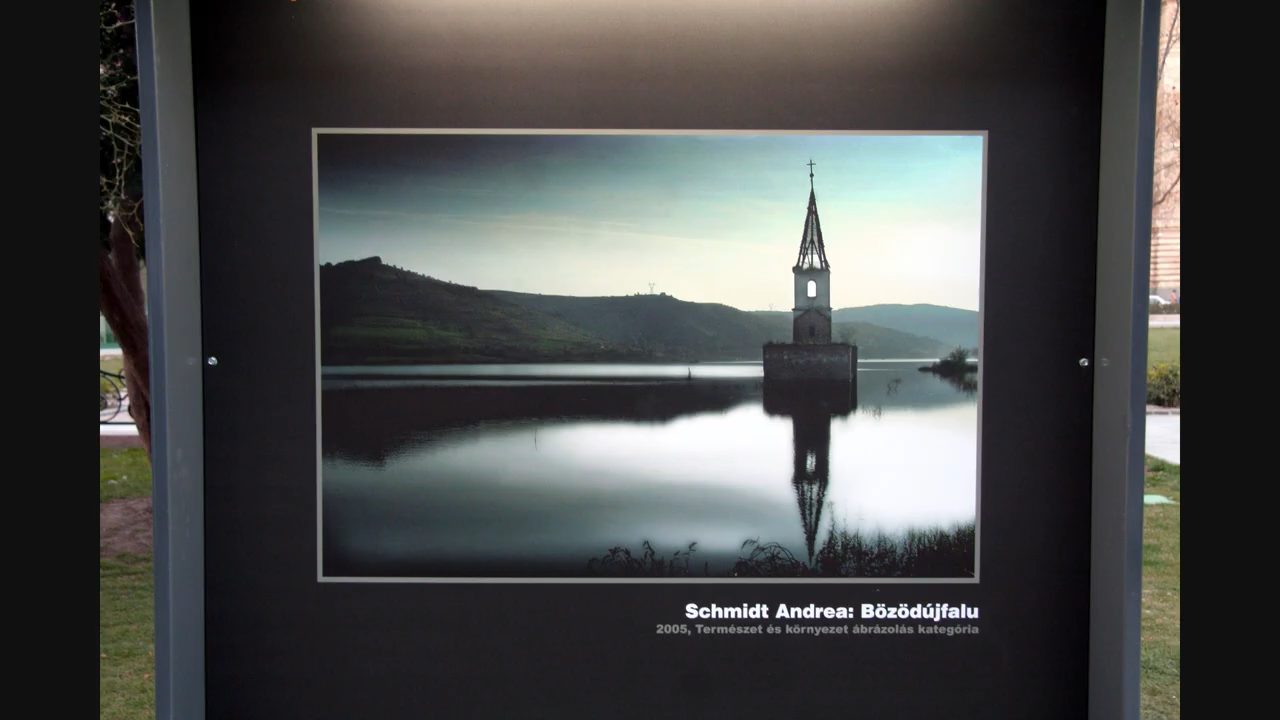 Schmidt Andrea: Bözödújfalu
2005, Természet és környezet ábrázolás kategória